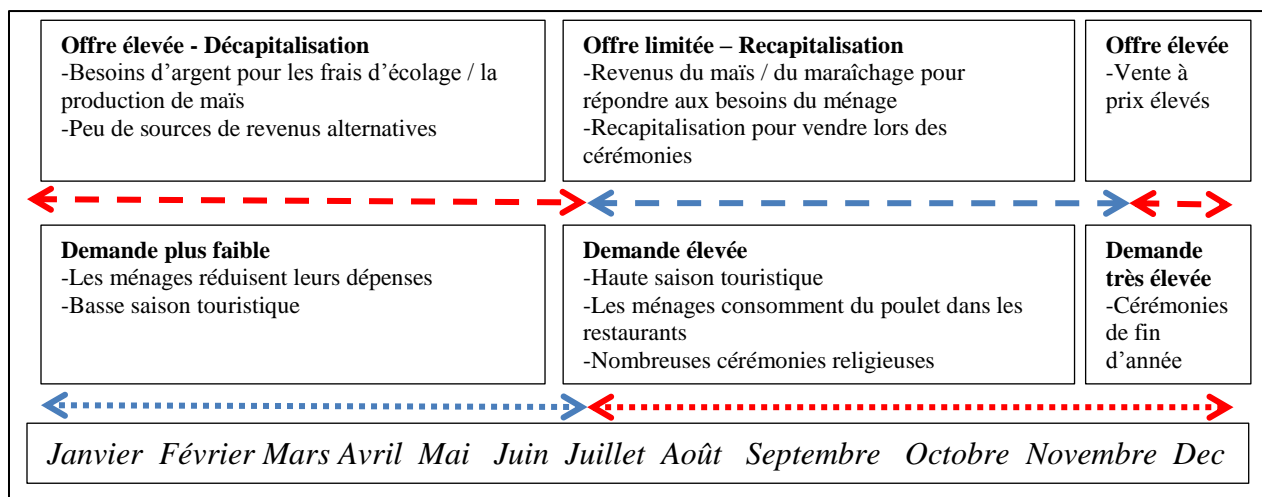 Offre élevée - Décapitalisation
-Besoins d'argent pour les frais d'écolage / la
production de maïs
-Peu de sources de revenus alternatives
Offre limitée – Recapitalisation
-Revenus du maïs / du maraîchage pour
répondre aux besoins du ménage
-Recapitalisation pour vendre lors des
cérémonies
Offre élevée
-Vente à
prix élevés
Demande plus faible
-Les ménages réduisent leurs dépenses
-Basse saison touristique
Demande élevée
-Haute saison touristique
-Les ménages consomment du poulet dans les
restaurants
-Nombreuses cérémonies religieuses
Demande
très élevée
-Cérémonies
de fin
d'année
Janvier Février Mars Avril Mai Juin Juillet Août Septembre Octobre Novembre Dec